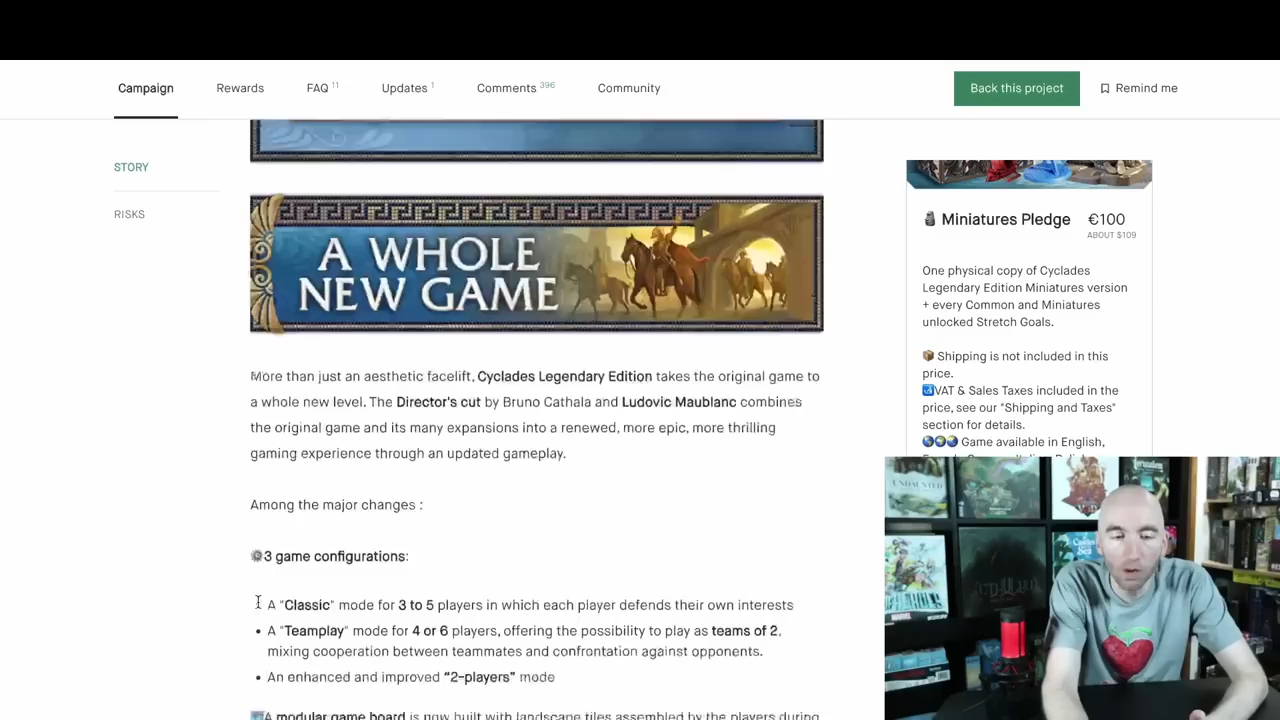 Campaign
Rewards
FAQ 11
Updates 1
Comments 396
Community
Back this project
Remind me
STORY
RISKS
A WHOLE
NEW GAME
More than just an aesthetic facelift, Cyclades Legendary Edition takes the original game to
a whole new level. The Director's cut by Bruno Cathala and Ludovic Maublanc combines
the original game and its many expansions into a renewed, more epic, more thrilling
gaming experience through an updated gameplay.
Among the major changes :
3 game configurations:
A "Classic" mode for 3 to 5 players in which each player defends their own interests
• A "Teamplay" mode for 4 or 6 players, offering the possibility to play as teams of 2,
mixing cooperation between teammates and confrontation against opponents.
• An enhanced and improved “2-players” mode
A modular game board is now built with landscape tiles assembled by the players during
Miniatures Pledge
€100
ABOUT $109
One physical copy of Cyclades
Legendary Edition Miniatures version
+ every Common and Miniatures
unlocked Stretch Goals.
Shipping is not included in this
price.
VAT & Sales Taxes included in the
price, see our "Shipping and Taxes"
section for details.
Game available in English,
UNDAUNTED
CTHULHU